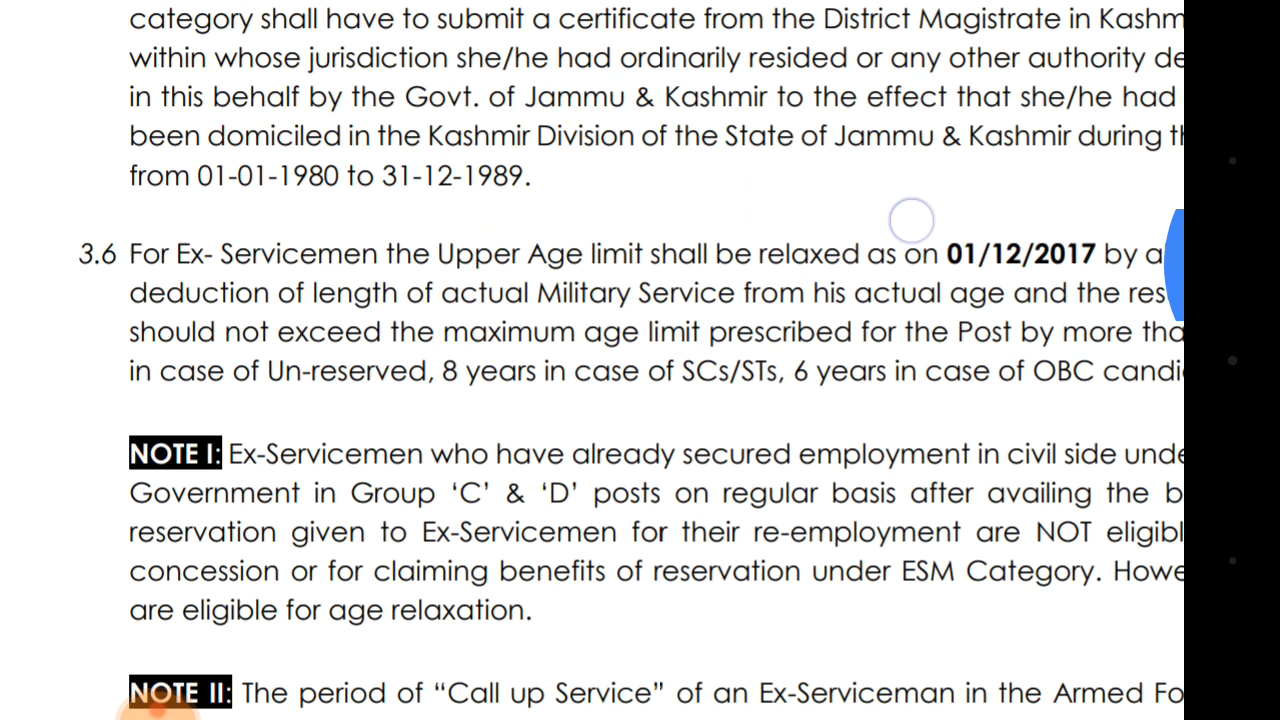 category shall have to submit a certificate from the District Magistrate in
within whose jurisdiction she/he had ordinarily resided or any other authority
in this behalf by the Govt. of Jammu & Kashmir to the effect that she/he had
been domiciled in the Kashmir Division of the State of Jammu & Kashmir during
from 01-01-1980 to 31-12-1989.
3.6 For Ex- Servicemen the Upper Age limit shall be relaxed as on 01/12/2017 by
deduction of length of actual Military Service from his actual age and the
should not exceed the maximum age limit prescribed for the Post by more
in case of Un-reserved, 8 years in case of SCs/STs, 6 years in case of OBC
NOTE I: Ex-Servicemen who have already secured employment in civil side
Government in Group ‘C’ & ‘D’ posts on regular basis after availing the
reservation given to Ex-Servicemen for their re-employment are NOT
concession or for claiming benefits of reservation under ESM Category.
are eligible for age relaxation.
NOTE II: The period of “Call up Service” of an Ex-Serviceman in the Armed